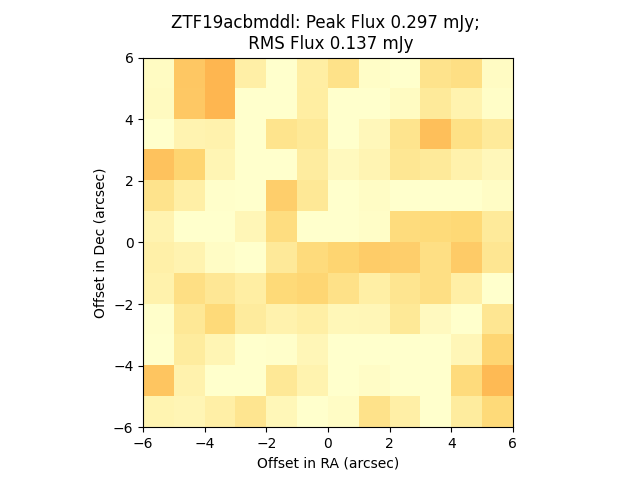 ZTF19acbmddl: Peak Flux 0.297 mJy;
RMS Flux 0.137 mJy
6
4
2
0
−2
−4
−6
Offset in Dec (arcsec)
−6 −4 −2 0 2 4 6
Offset in RA (arcsec)